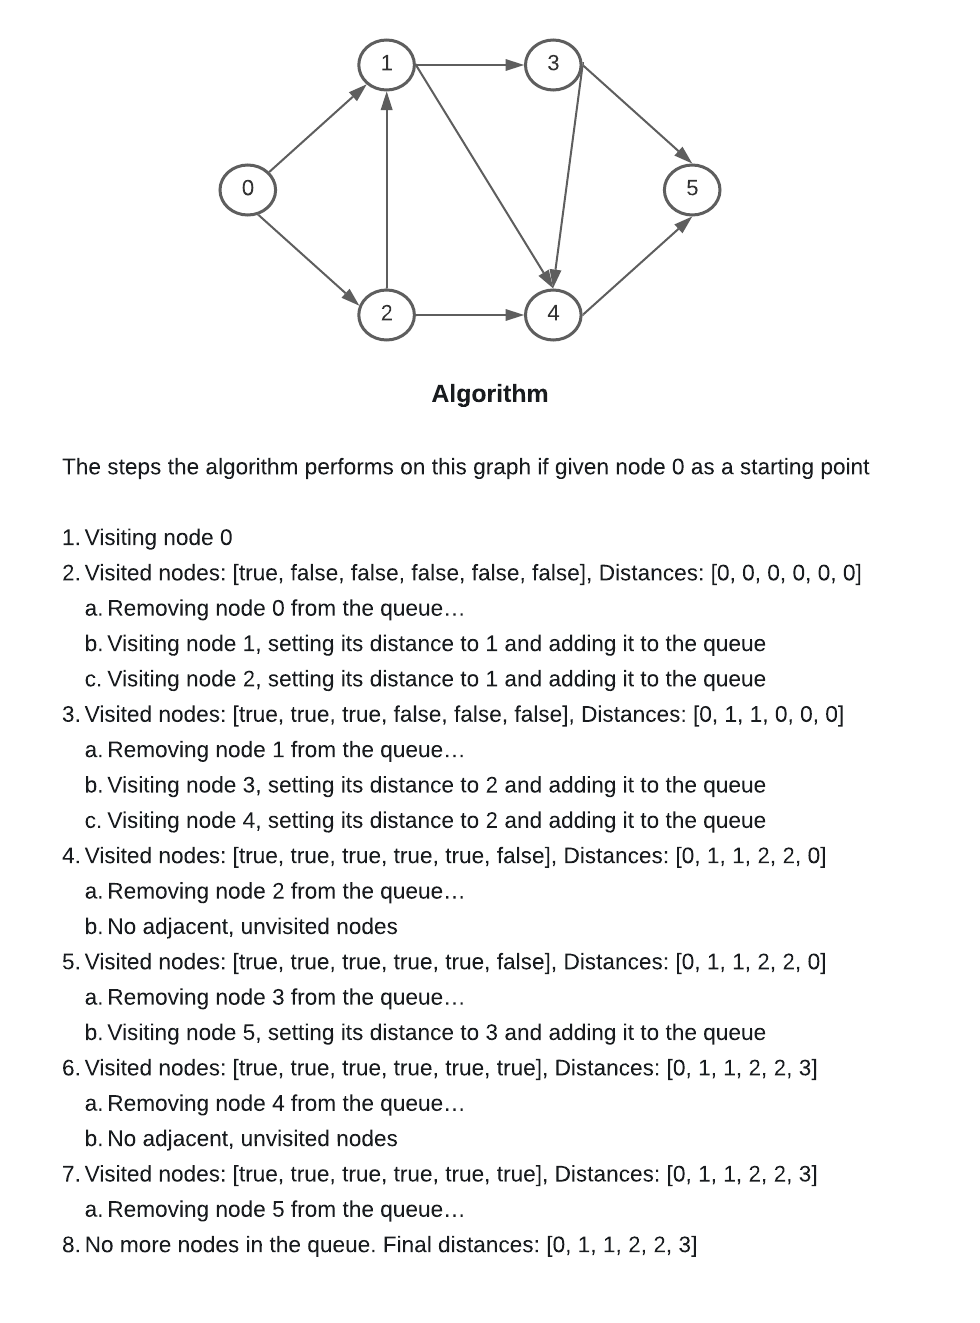 1
3
0
5
2
4
Algorithm
The steps the algorithm performs on this graph if given node 0 as a starting point
1. Visiting node 0
2. Visited nodes: [true, false, false, false, false, false], Distances: [0, 0, 0, 0, 0, 0]
a. Removing node 0 from the queue…
b. Visiting node 1, setting its distance to 1 and adding it to the queue
c. Visiting node 2, setting its distance to 1 and adding it to the queue
3. Visited nodes: [true, true, true, false, false, false], Distances: [0, 1, 1, 0, 0, 0]
a. Removing node 1 from the queue…
b. Visiting node 3, setting its distance to 2 and adding it to the queue
c. Visiting node 4, setting its distance to 2 and adding it to the queue
4. Visited nodes: [true, true, true, true, true, false], Distances: [0, 1, 1, 2, 2, 0]
a. Removing node 2 from the queue…
b. No adjacent, unvisited nodes
5. Visited nodes: [true, true, true, true, true, false], Distances: [0, 1, 1, 2, 2, 0]
a. Removing node 3 from the queue…
b. Visiting node 5, setting its distance to 3 and adding it to the queue
6. Visited nodes: [true, true, true, true, true, true], Distances: [0, 1, 1, 2, 2, 3]
a. Removing node 4 from the queue…
b. No adjacent, unvisited nodes
7. Visited nodes: [true, true, true, true, true, true], Distances: [0, 1, 1, 2, 2, 3]
a. Removing node 5 from the queue…
8. No more nodes in the queue. Final distances: [0, 1, 1, 2, 2, 3]